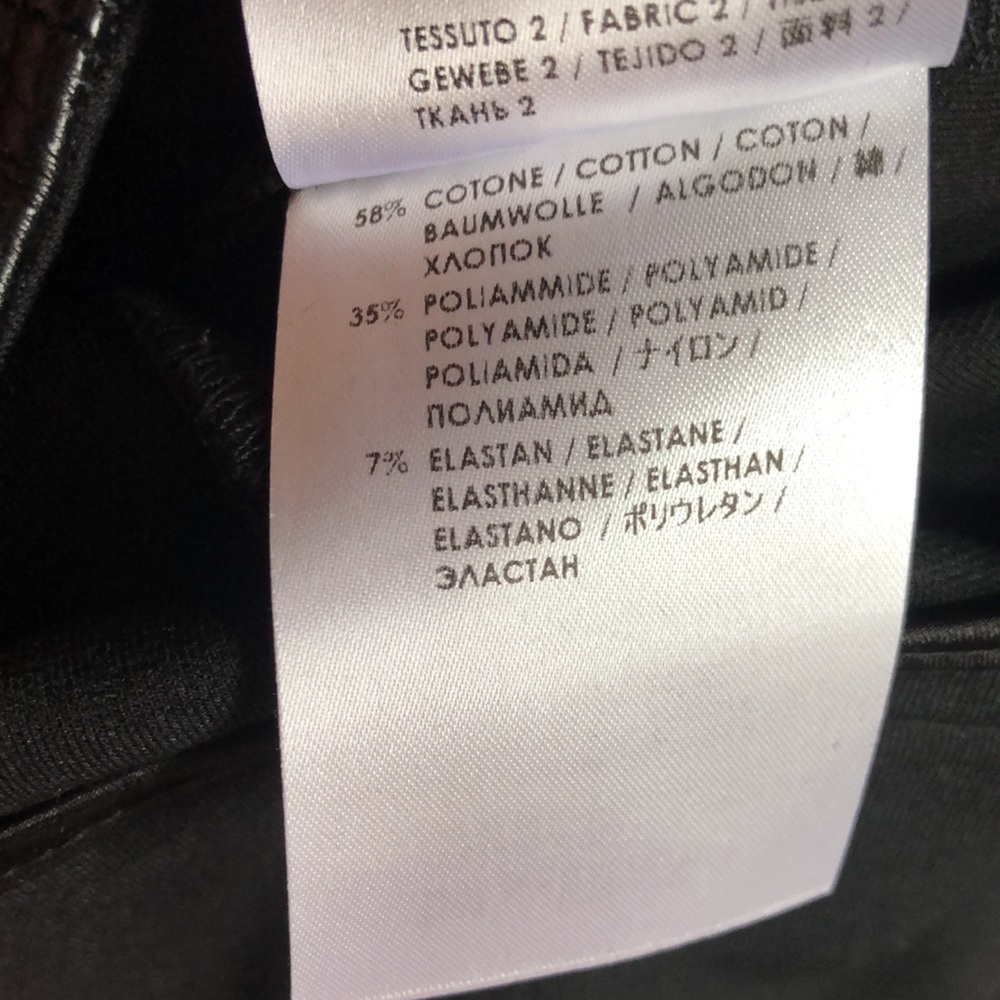 TESSUTO 2 / FABRIC 2 /
GEWEBE 2 / TEJIDO 2 / 面料 2 /
ТКАНЬ 2
58% COTONE / COTTON / COTON /
BAUMWOLLE / ALGODON / 綿 /
ХЛОПОК
35% POLIAMMIDE / POLYAMIDE /
POLYAMIDE / POLYAMID /
POLIAMIDA / ナイロン /
ПОЛИАМИД
7% ELASTAN / ELASTANE /
ELASTHANNE / ELASTHAN /
ELASTANO / ポリウレタン /
ЭЛАСТАН